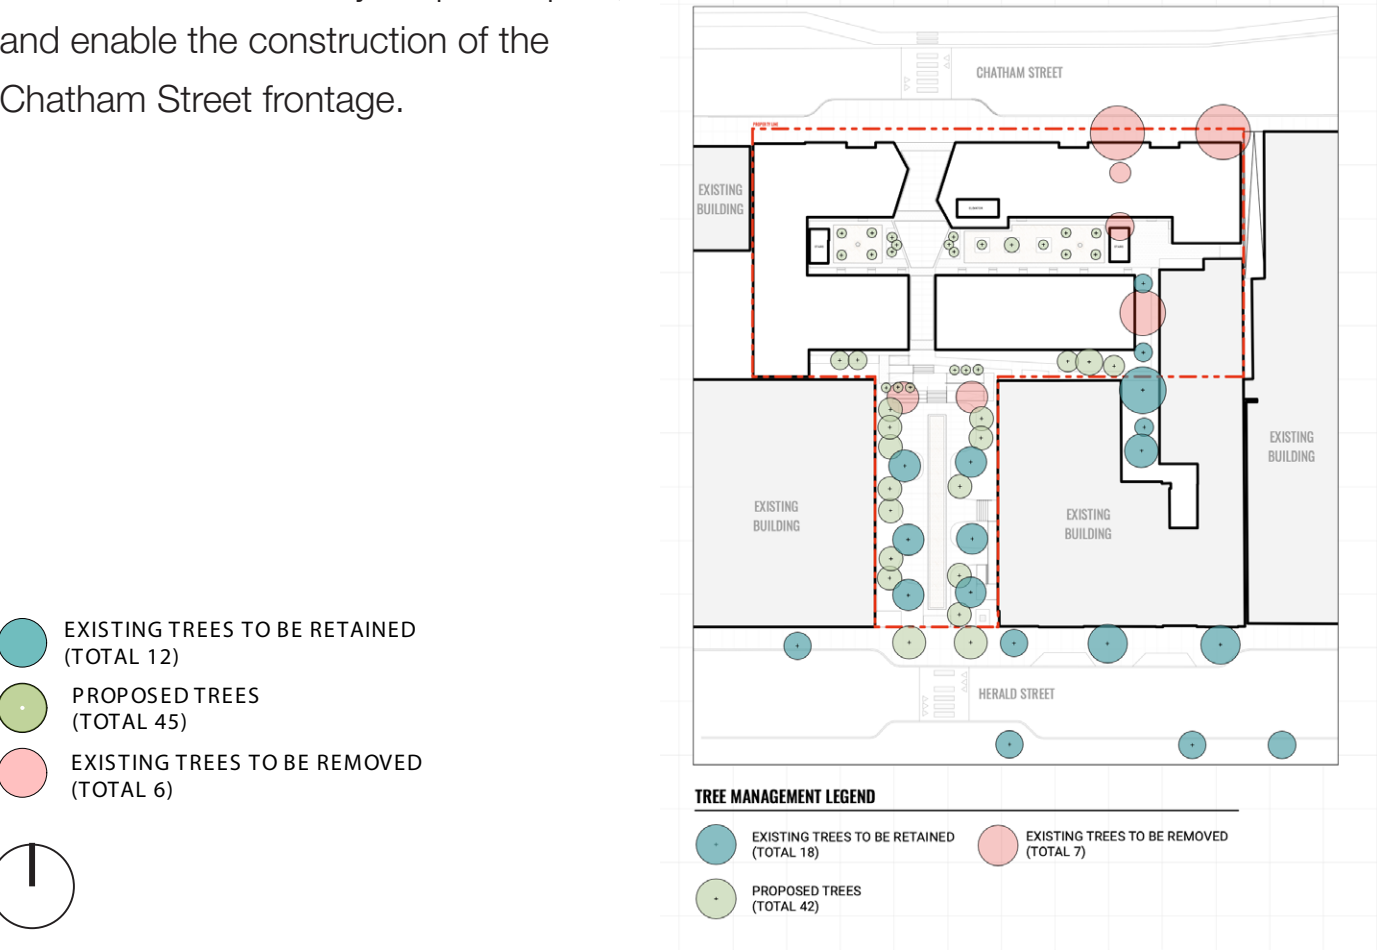 and enable the construction of the
Chatham Street frontage.
EXISTING TREES TO BE RETAINED
(TOTAL 12)
PROPOSED TREES
(TOTAL 45)
EXISTING TREES TO BE REMOVED
(TOTAL 6)
CHATHAM STREET
PROPERTY LINE
EXISTING
BUILDING
EXISTING
BUILDING
EXISTING
BUILDING
EXISTING
BUILDING
HERALD STREET
TREE MANAGEMENT LEGEND
EXISTING TREES TO BE RETAINED
(TOTAL 18)
EXISTING TREES TO BE REMOVED
(TOTAL 7)
PROPOSED TREES
(TOTAL 42)